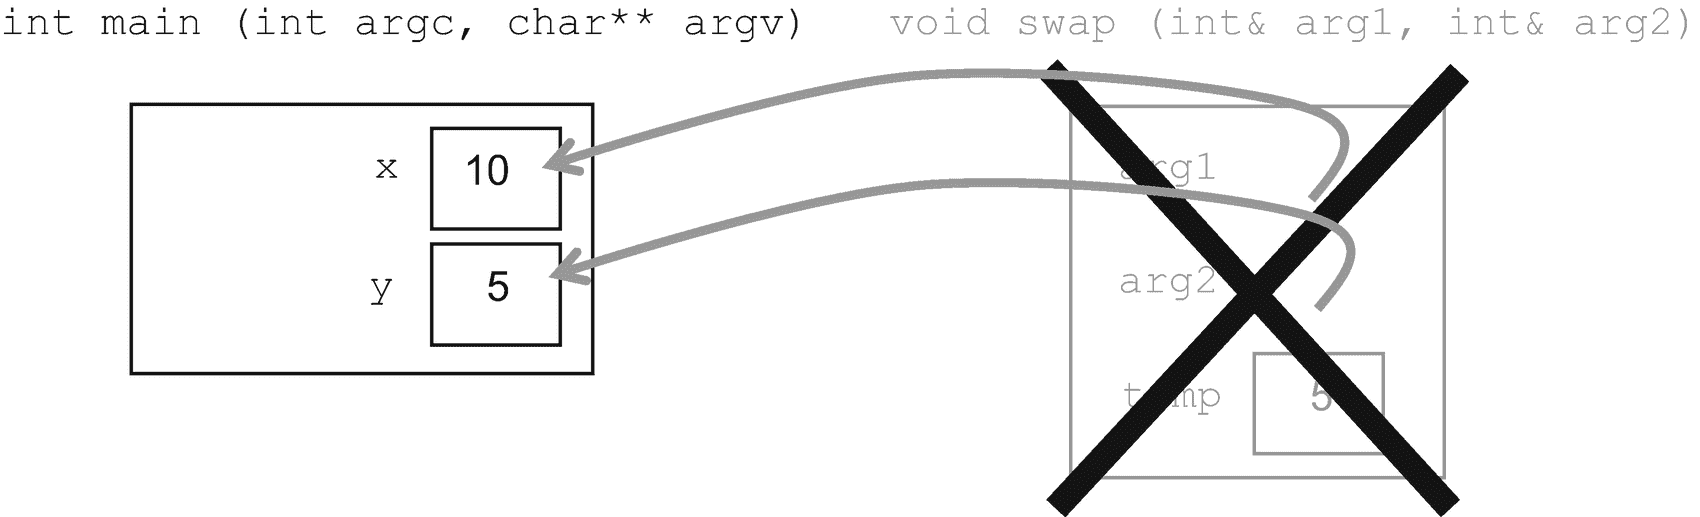 int main (int argc, char** argv)
void swap (int& arg1, int& arg2)
x 10
y 5
arg1
arg2
temp 5